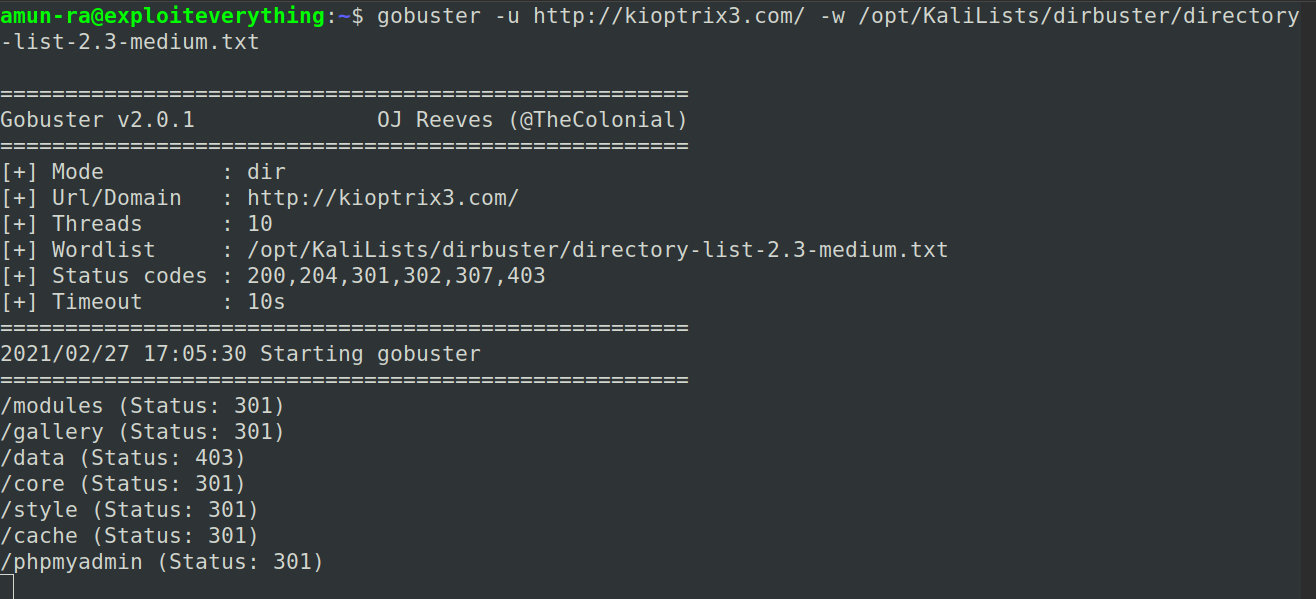 amun-ra@exploiteverything:~$ gobuster -u http://kioptrix3.com/ -w /opt/KaliLists/dirbuster/directory
-list-2.3-medium.txt
=====================================================
Gobuster v2.0.1              OJ Reeves (@TheColonial)
=====================================================
[+] Mode         : dir
[+] Url/Domain   : http://kioptrix3.com/
[+] Threads      : 10
[+] Wordlist     : /opt/KaliLists/dirbuster/directory-list-2.3-medium.txt
[+] Status codes : 200,204,301,302,307,403
[+] Timeout      : 10s
=====================================================
2021/02/27 17:05:30 Starting gobuster
=====================================================
/modules (Status: 301)
/gallery (Status: 301)
/data (Status: 403)
/core (Status: 301)
/style (Status: 301)
/cache (Status: 301)
/phpmyadmin (Status: 301)